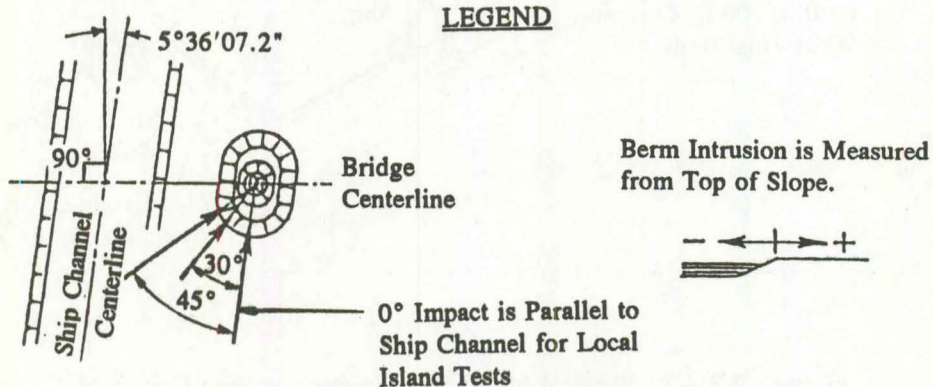 LEGEND
5°36'07.2"
90°
Bridge
Centerline
Ship Channel
Centerline
30°
45°
0° Impact is Parallel to
Ship Channel for Local
Island Tests
Berm Intrusion is Measured
from Top of Slope.
- +